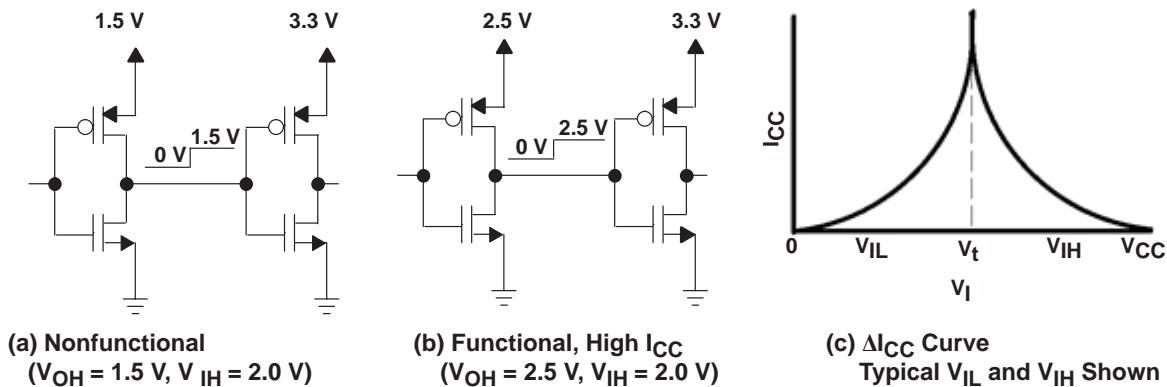 1.5 V
3.3 V
0 V
1.5 V
(a) Nonfunctional
(VOH = 1.5 V, V IH = 2.0 V)
2.5 V
3.3 V
0 V
2.5 V
(b) Functional, High ICC
(VOH = 2.5 V, VIH = 2.0 V)
ICC
0
VIL
Vt
VIH
VCC
VI
(c) ΔICC Curve
Typical VIL and VIH Shown